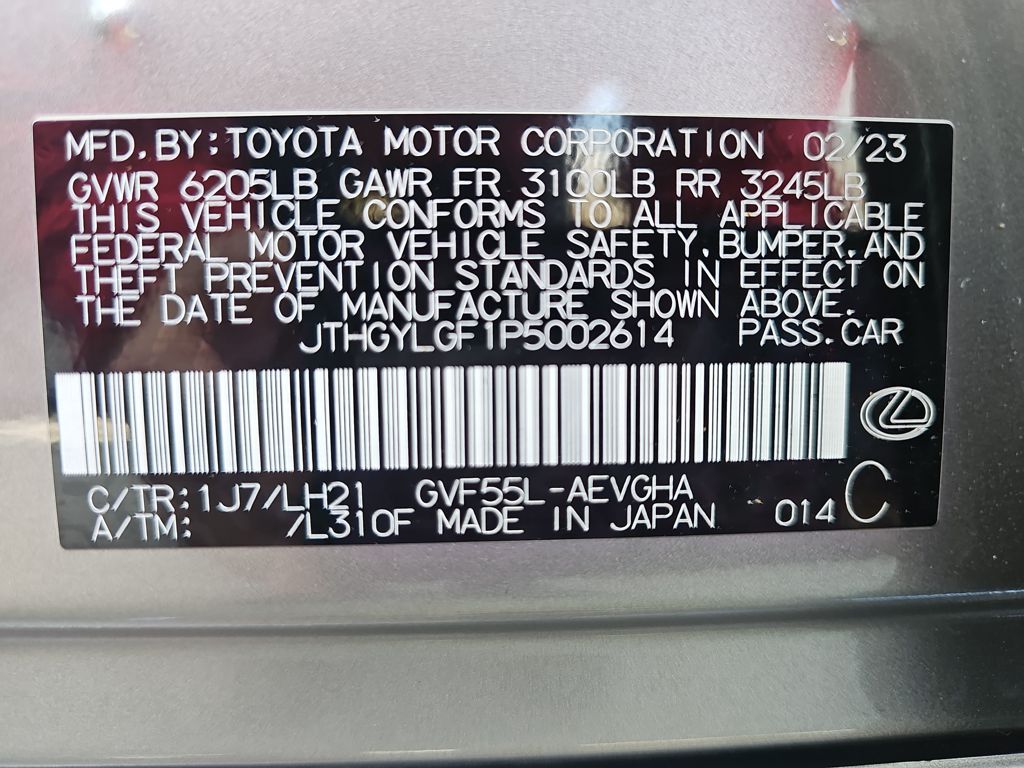 MFD.BY:TOYOTA MOTOR CORPORATION 02/23
GVWR 6205LB GAWR FR 3100LB RR 3245LB
THIS VEHICLE CONFORMS TO ALL APPLICABLE
FEDERAL MOTOR VEHICLE SAFETY,BUMPER,AND
THEFT PREVENTION STANDARDS IN EFFECT ON
THE DATE OF MANUFACTURE SHOWN ABOVE.
JTHGYLGF1P5002614 PASS.CAR
C/TR:1J7/LH21 GVF55L-AEVGHA
A/TM: /L310F MADE IN JAPAN 014 C